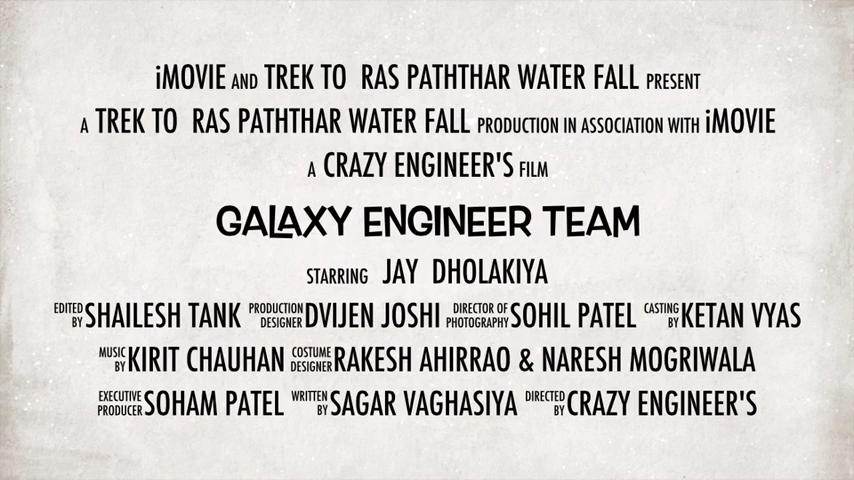 iMOVIE AND TREK TO RAS PATHTHAR WATER FALL PRESENT
A TREK TO RAS PATHTHAR WATER FALL PRODUCTION IN ASSOCIATION WITH iMOVIE
A CRAZY ENGINEER'S FILM
GALAXY ENGINEER TEAM
STARRING JAY DHOLAKIYA
EDITED BY SHAILESH TANK PRODUCTION DESIGNER DVIJEN JOSHI DIRECTOR OF PHOTOGRAPHY SOHIL PATEL CASTING BY KETAN VYAS
MUSIC BY KIRIT CHAUHAN COSTUME DESIGNER RAKESH AHIRRAO & NARESH MOGRIWALA
EXECUTIVE PRODUCER SOHAM PATEL WRITTEN BY SAGAR VAGHASIYA DIRECTED BY CRAZY ENGINEER'S